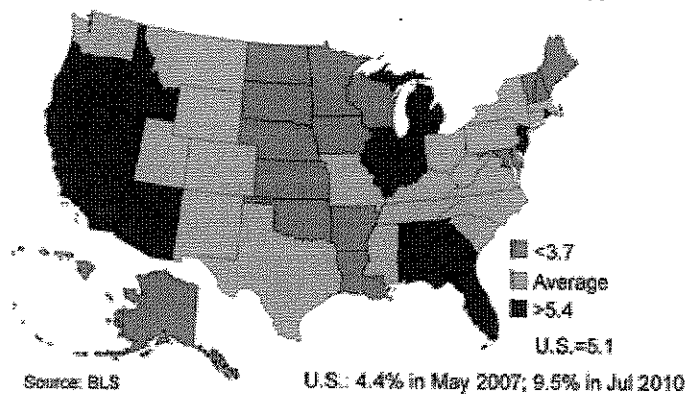 <3.7
Average
>5.4
U.S.=5.1
Source: BLS
U.S.: 4.4% in May 2007; 9.5% in Jul 2010